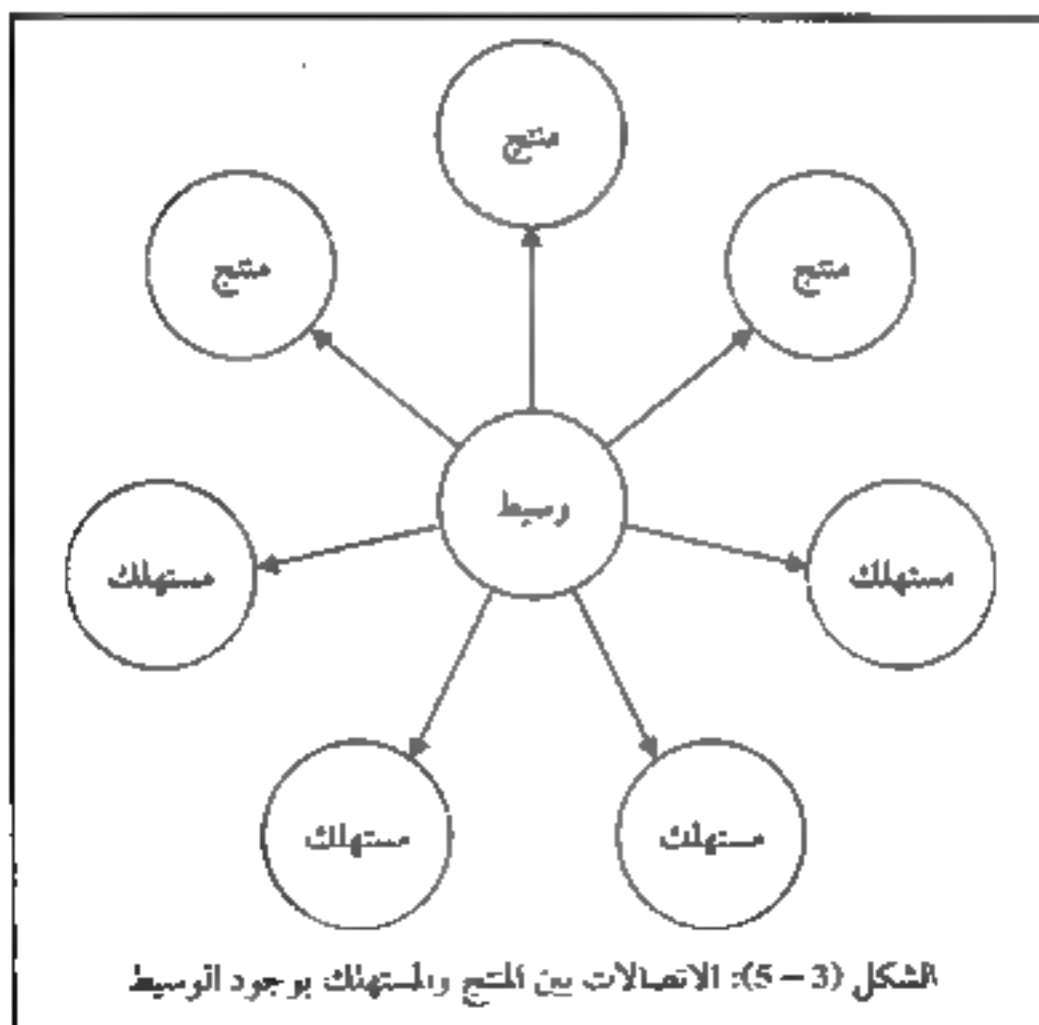 منتج
منتج
منتج
وسيط
مستهلك
مستهلك
مستهلك
مستهلك
الشكل (3 – 5): الاتصالات بين المنتج والمستهلك بوجود الوسيط